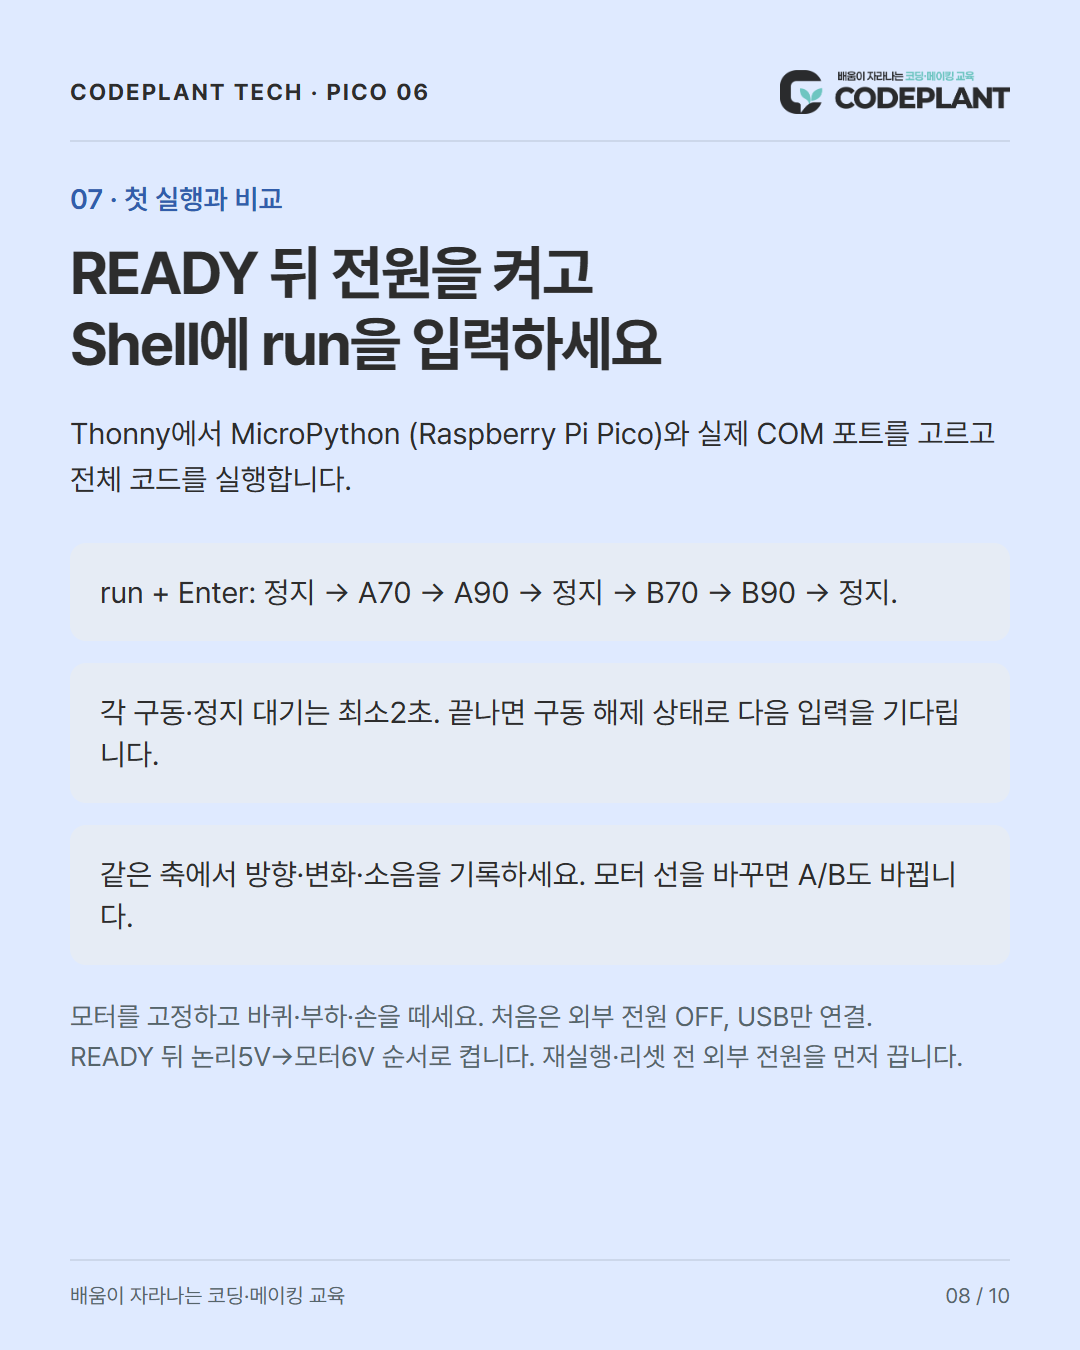 CODEPLANT TECH · PICO 06
배움이 자라나는 코딩·메이킹 교육
CODEPLANT
07 · 첫 실행과 비교
READY 뒤 전원을 켜고
Shell에 run을 입력하세요
Thonny에서 MicroPython (Raspberry Pi Pico)와 실제 COM 포트를 고르고
전체 코드를 실행합니다.
run + Enter: 정지 → A70 → A90 → 정지 → B70 → B90 → 정지.
각 구동·정지 대기는 최소2초. 끝나면 구동 해제 상태로 다음 입력을 기다립
니다.
같은 축에서 방향·변화·소음을 기록하세요. 모터 선을 바꾸면 A/B도 바뀝니
다.
모터를 고정하고 바퀴·부하·손을 떼세요. 처음은 외부 전원 OFF, USB만 연결.
READY 뒤 논리5V→모터6V 순서로 켭니다. 재실행·리셋 전 외부 전원을 먼저 끕니다.
배움이 자라나는 코딩·메이킹 교육
08 / 10